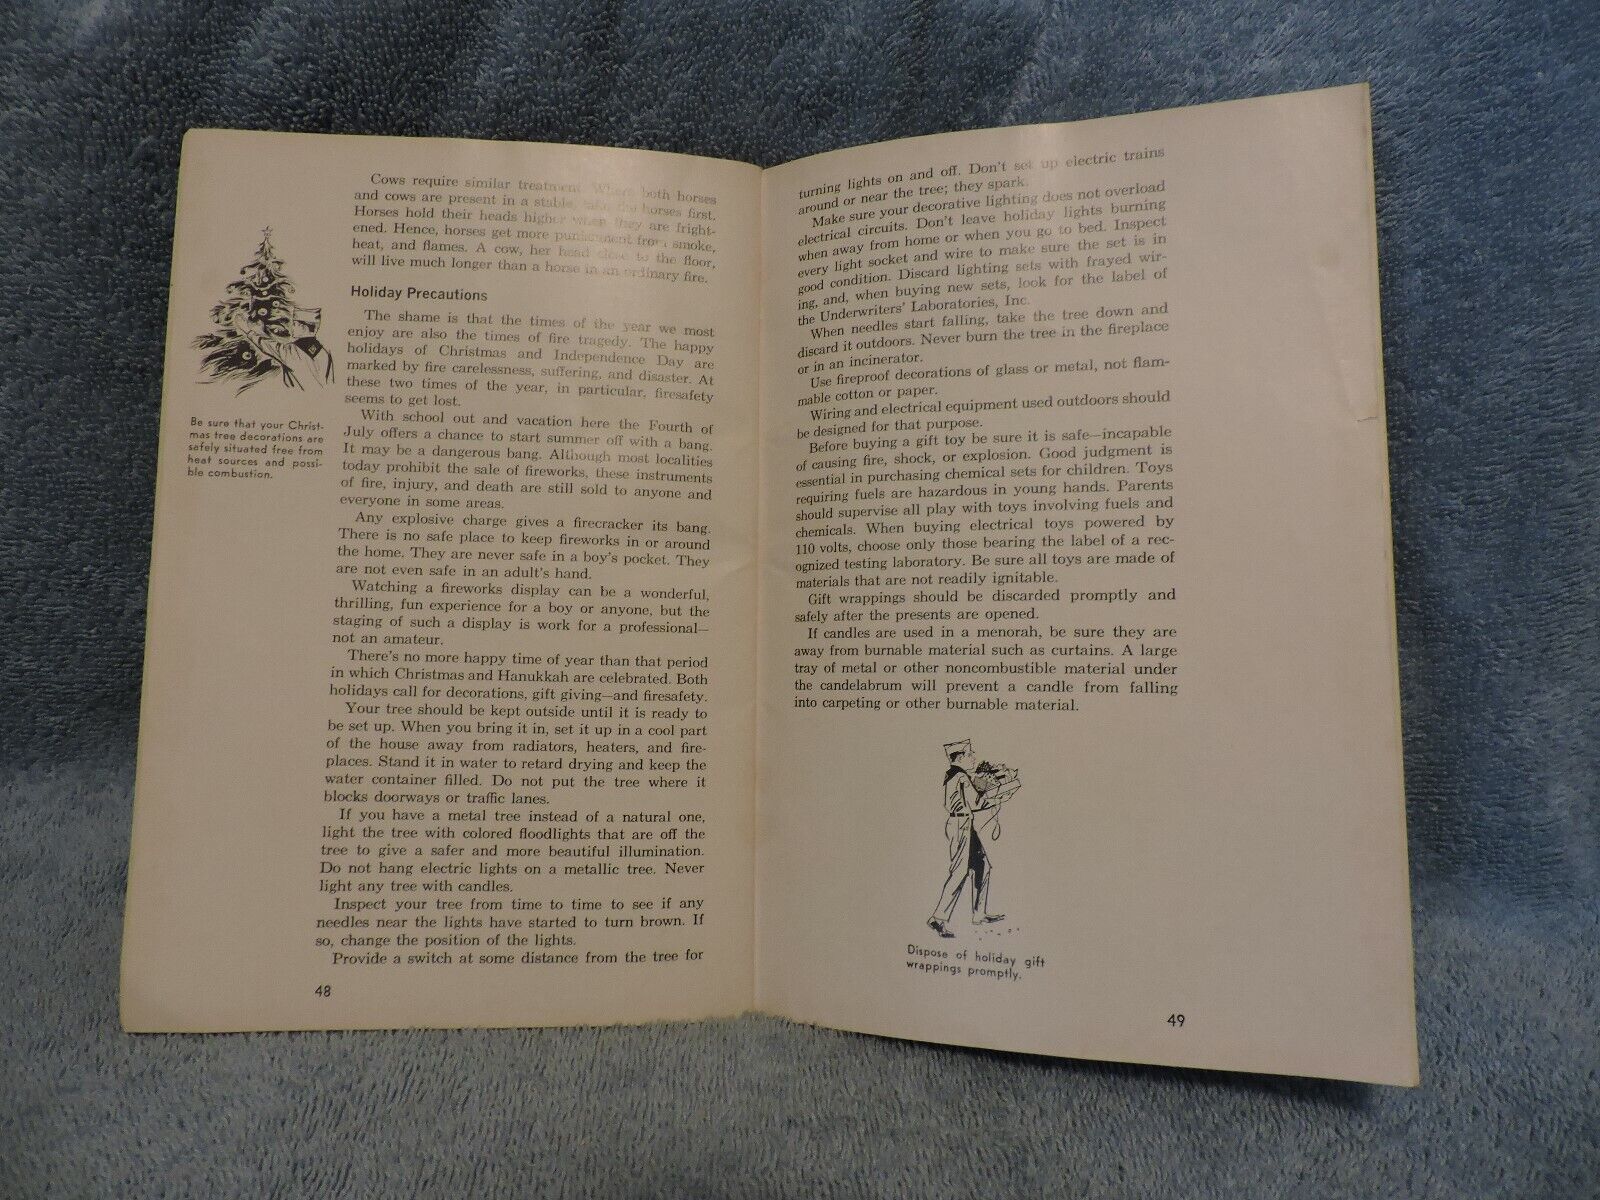 Cows require similar treatment. Where both horses
and cows are present in a stable, take the horses first.
Horses hold their heads higher when they are fright-
ened. Hence, horses get more punishment from smoke,
heat, and flames. A cow, her head close to the floor,
will live much longer than a horse in an ordinary fire.
Holiday Precautions
The shame is that the times of the year we most
enjoy are also the times of fire tragedy. The happy
holidays of Christmas and Independence Day are
marked by fire carelessness, suffering, and disaster. At
these two times of the year, in particular, firesafety
seems to get lost.
With school out and vacation here the Fourth of
July offers a chance to start summer off with a bang.
It may be a dangerous bang. Although most localities
today prohibit the sale of fireworks, these instruments
of fire, injury, and death are still sold to anyone and
everyone in some areas.
Any explosive charge gives a firecracker its bang.
There is no safe place to keep fireworks in or around
the home. They are never safe in a boy's pocket. They
are not even safe in an adult's hand.
Watching a fireworks display can be a wonderful,
thrilling, fun experience for a boy or anyone, but the
staging of such a display is work for a professional—
not an amateur.
There's no more happy time of year than that period
in which Christmas and Hanukkah are celebrated. Both
holidays call for decorations, gift giving—and firesafety.
Your tree should be kept outside until it is ready to
be set up. When you bring it in, set it up in a cool part
of the house away from radiators, heaters, and fire-
places. Stand it in water to retard drying and keep the
water container filled. Do not put the tree where it
blocks doorways or traffic lanes.
If you have a metal tree instead of a natural one,
light the tree with colored floodlights that are off the
tree to give a safer and more beautiful illumination.
Do not hang electric lights on a metallic tree. Never
light any tree with candles.
Inspect your tree from time to time to see if any
needles near the lights have started to turn brown. If
so, change the position of the lights.
Provide a switch at some distance from the tree for
Be sure that your Christ-
mas tree decorations are
safely situated free from
heat sources and possi-
ble combustion.
48
turning lights on and off. Don't set up electric trains
around or near the tree; they spark.
Make sure your decorative lighting does not overload
electrical circuits. Don't leave holiday lights burning
when away from home or when you go to bed. Inspect
every light socket and wire to make sure the set is in
good condition. Discard lighting sets with frayed wir-
ing, and, when buying new sets, look for the label of
the Underwriters' Laboratories, Inc.
When needles start falling, take the tree down and
discard it outdoors. Never burn the tree in the fireplace
or in an incinerator.
Use fireproof decorations of glass or metal, not flam-
mable cotton or paper.
Wiring and electrical equipment used outdoors should
be designed for that purpose.
Before buying a gift toy be sure it is safe—incapable
of causing fire, shock, or explosion. Good judgment is
essential in purchasing chemical sets for children. Toys
requiring fuels are hazardous in young hands. Parents
should supervise all play with toys involving fuels and
chemicals. When buying electrical toys powered by
110 volts, choose only those bearing the label of a rec-
ognized testing laboratory. Be sure all toys are made of
materials that are not readily ignitable.
Gift wrappings should be discarded promptly and
safely after the presents are opened.
If candles are used in a menorah, be sure they are
away from burnable material such as curtains. A large
tray of metal or other noncombustible material under
the candelabrum will prevent a candle from falling
into carpeting or other burnable material.
Dispose of holiday gift
wrappings promptly.
49